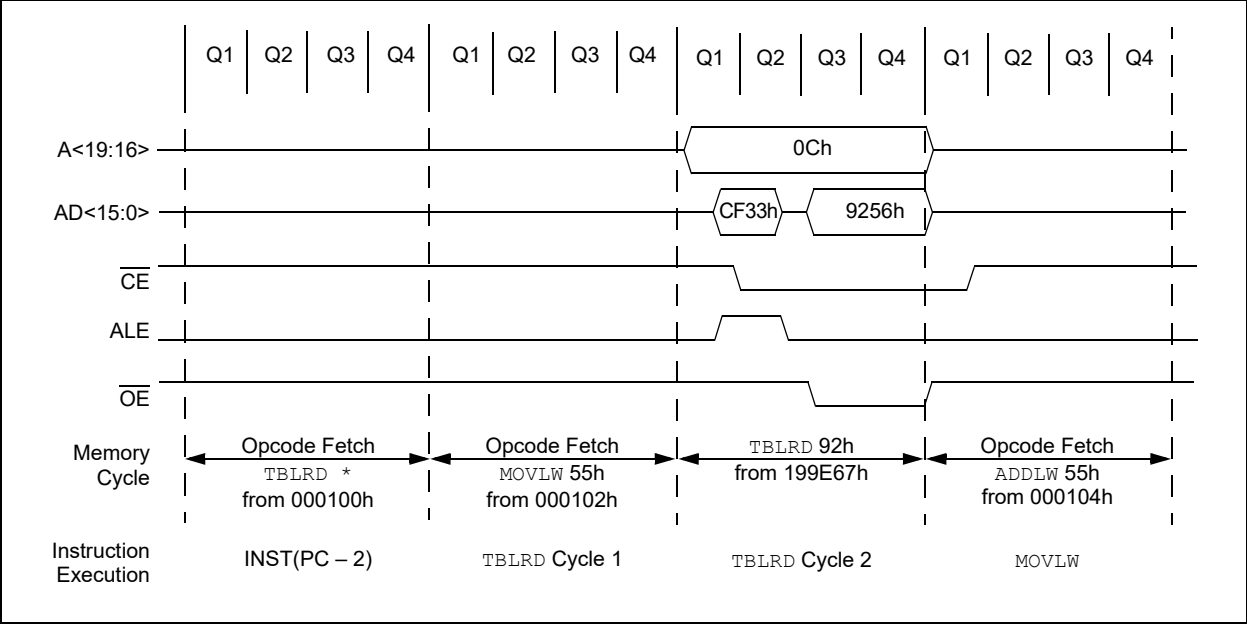 Q1 Q2 Q3 Q4 Q1 Q2 Q3 Q4 Q1 Q2 Q3 Q4 Q1 Q2 Q3 Q4
A<19:16>
0Ch
AD<15:0>
CF33h
9256h
CE
ALE
OE
Memory
Cycle
Opcode Fetch
TBLRD *
from 000100h
Opcode Fetch
MOVLW 55h
from 000102h
TBLRD 92h
from 199E67h
Opcode Fetch
ADDLW 55h
from 000104h
Instruction
Execution
INST(PC – 2)
TBLRD Cycle 1
TBLRD Cycle 2
MOVLW